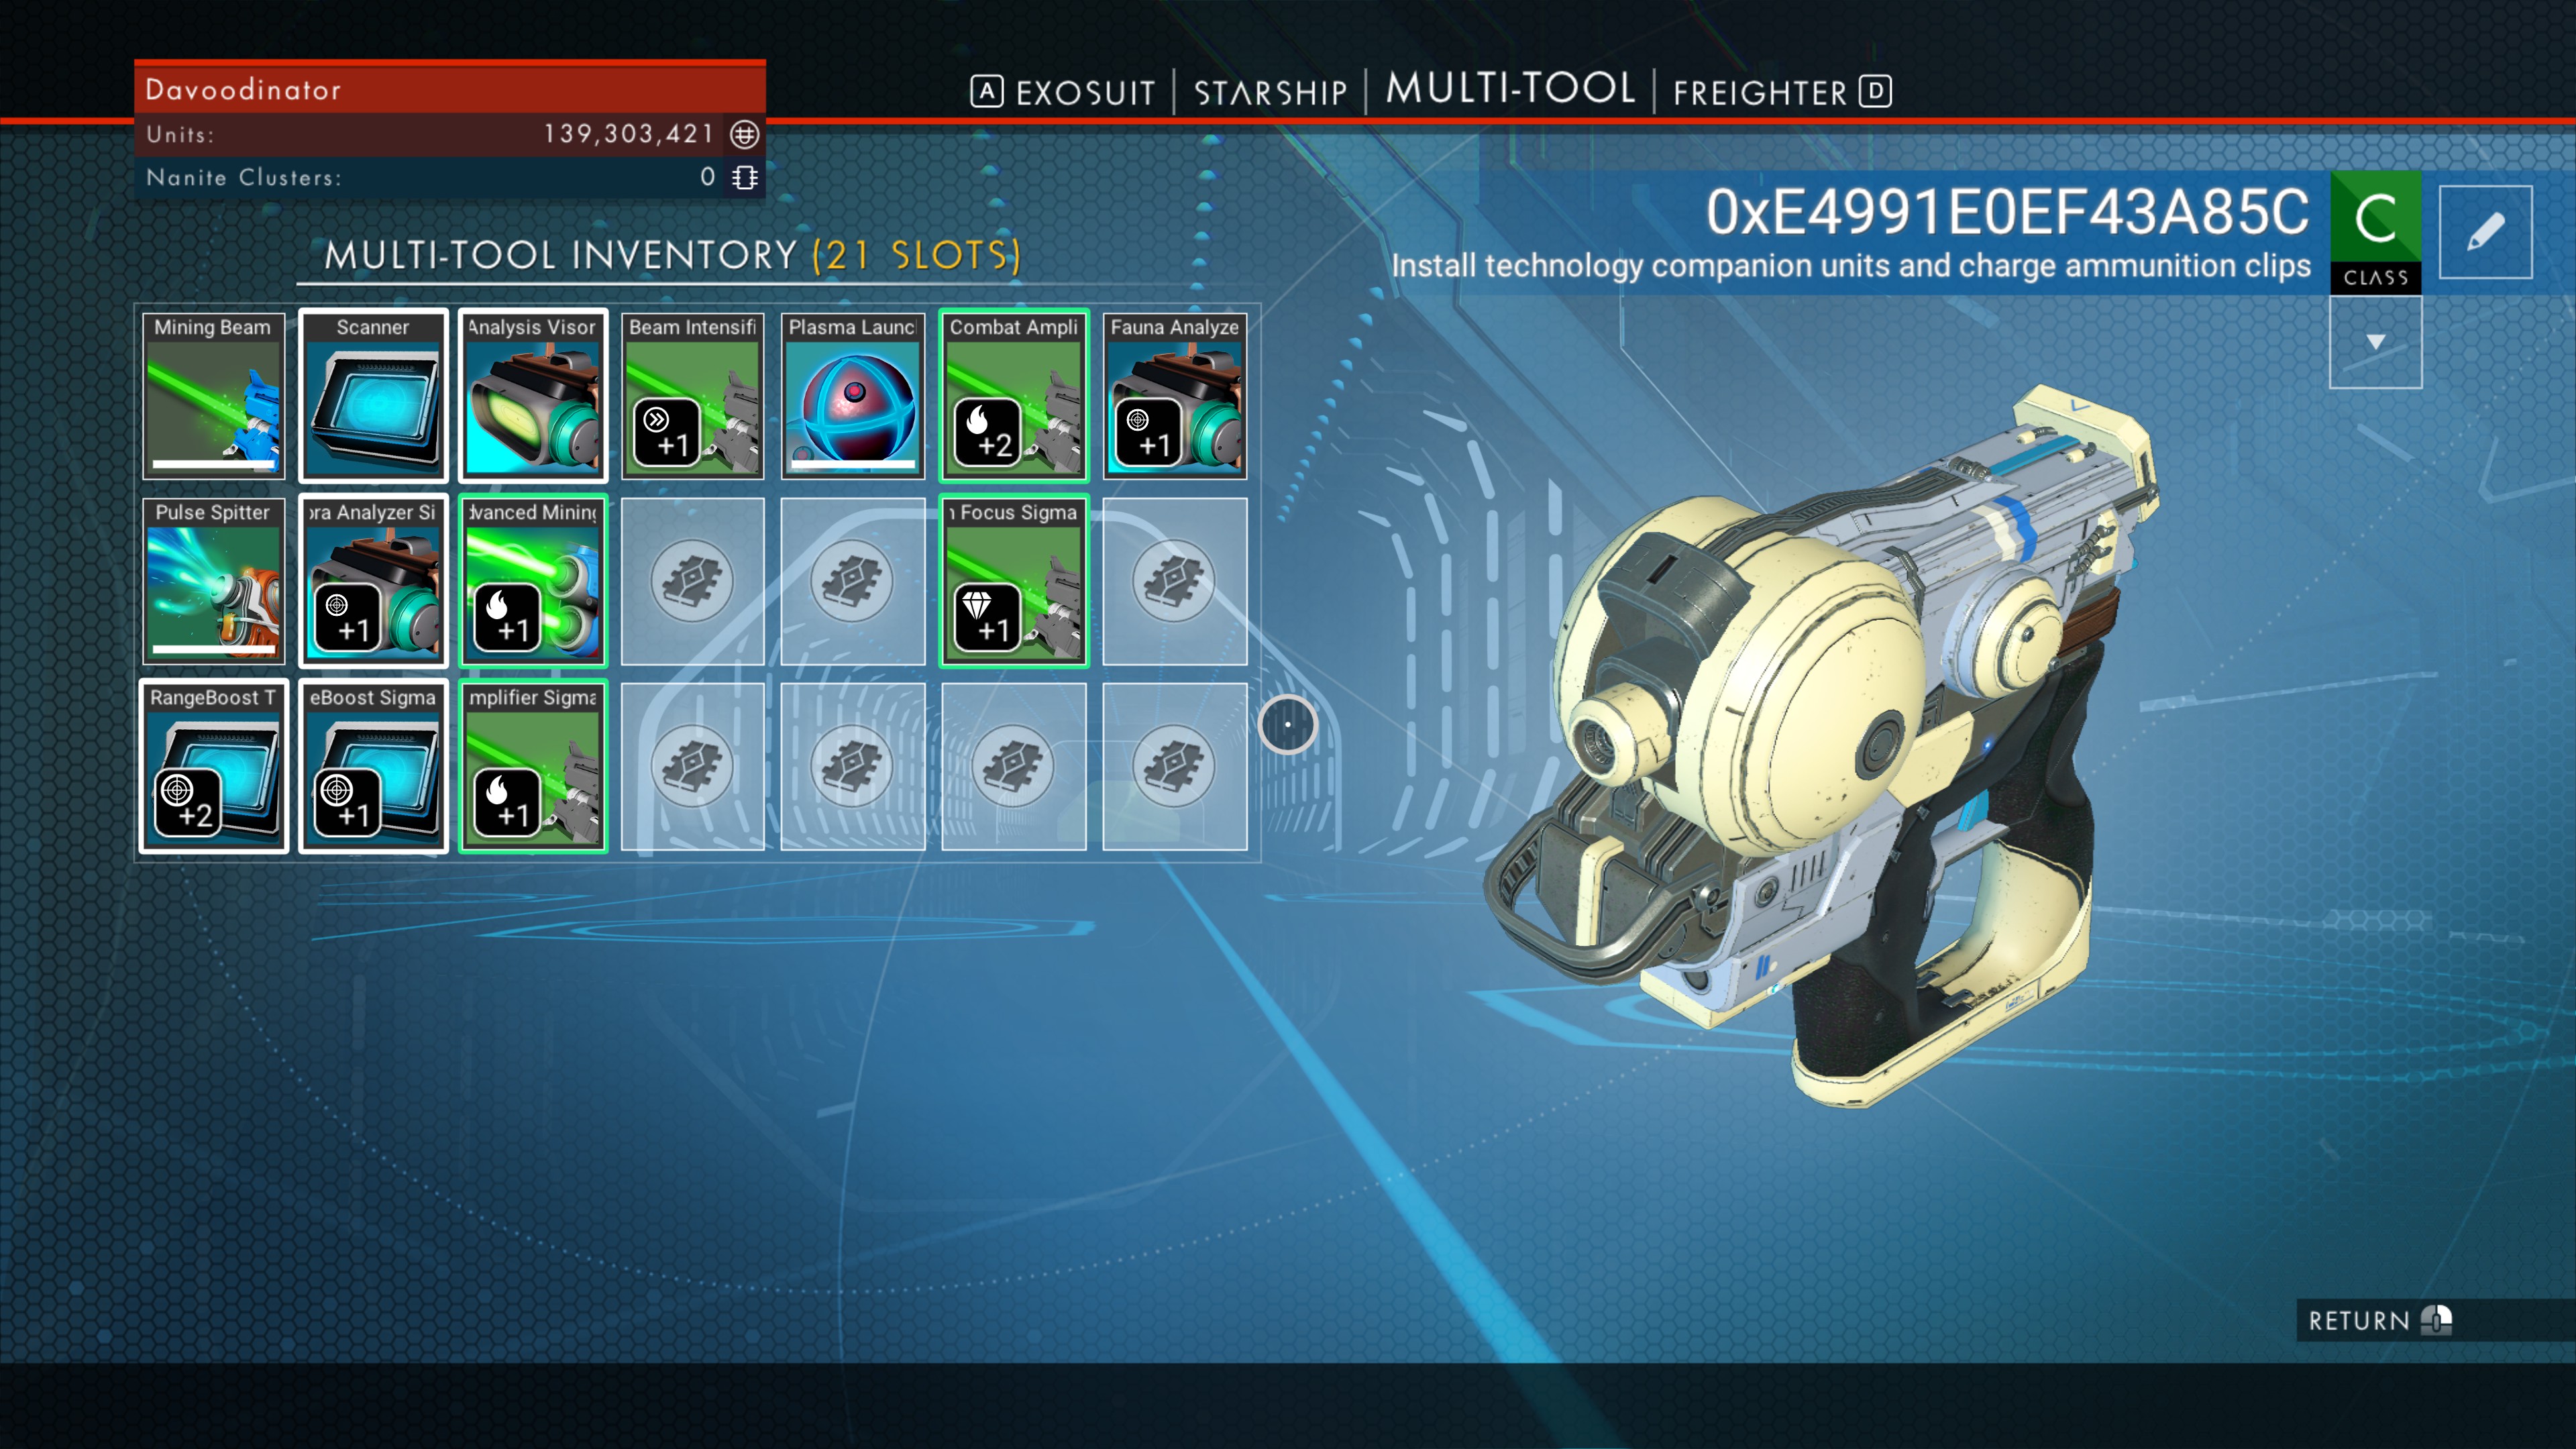 Davoodinator
Units: 139,303,421
Nanite Clusters: 0
A EXOSUIT STARSHIP MULTI-TOOL FREIGHTER D
MULTI-TOOL INVENTORY (21 SLOTS)
0xE4991E0EF43A85C
Install technology companion units and charge ammunition clips
C
CLASS
Mining Beam Scanner Analysis Visor Beam Intensifi Plasma Launc Combat Ampli Fauna Analyze
+1 +2 +1
Pulse Spitter ora Analyzer Si dvanced Mining n Focus Sigma
+1 +1 +1
RangeBoost T eBoost Sigma mplifier Sigma
+2 +1 +1
RETURN